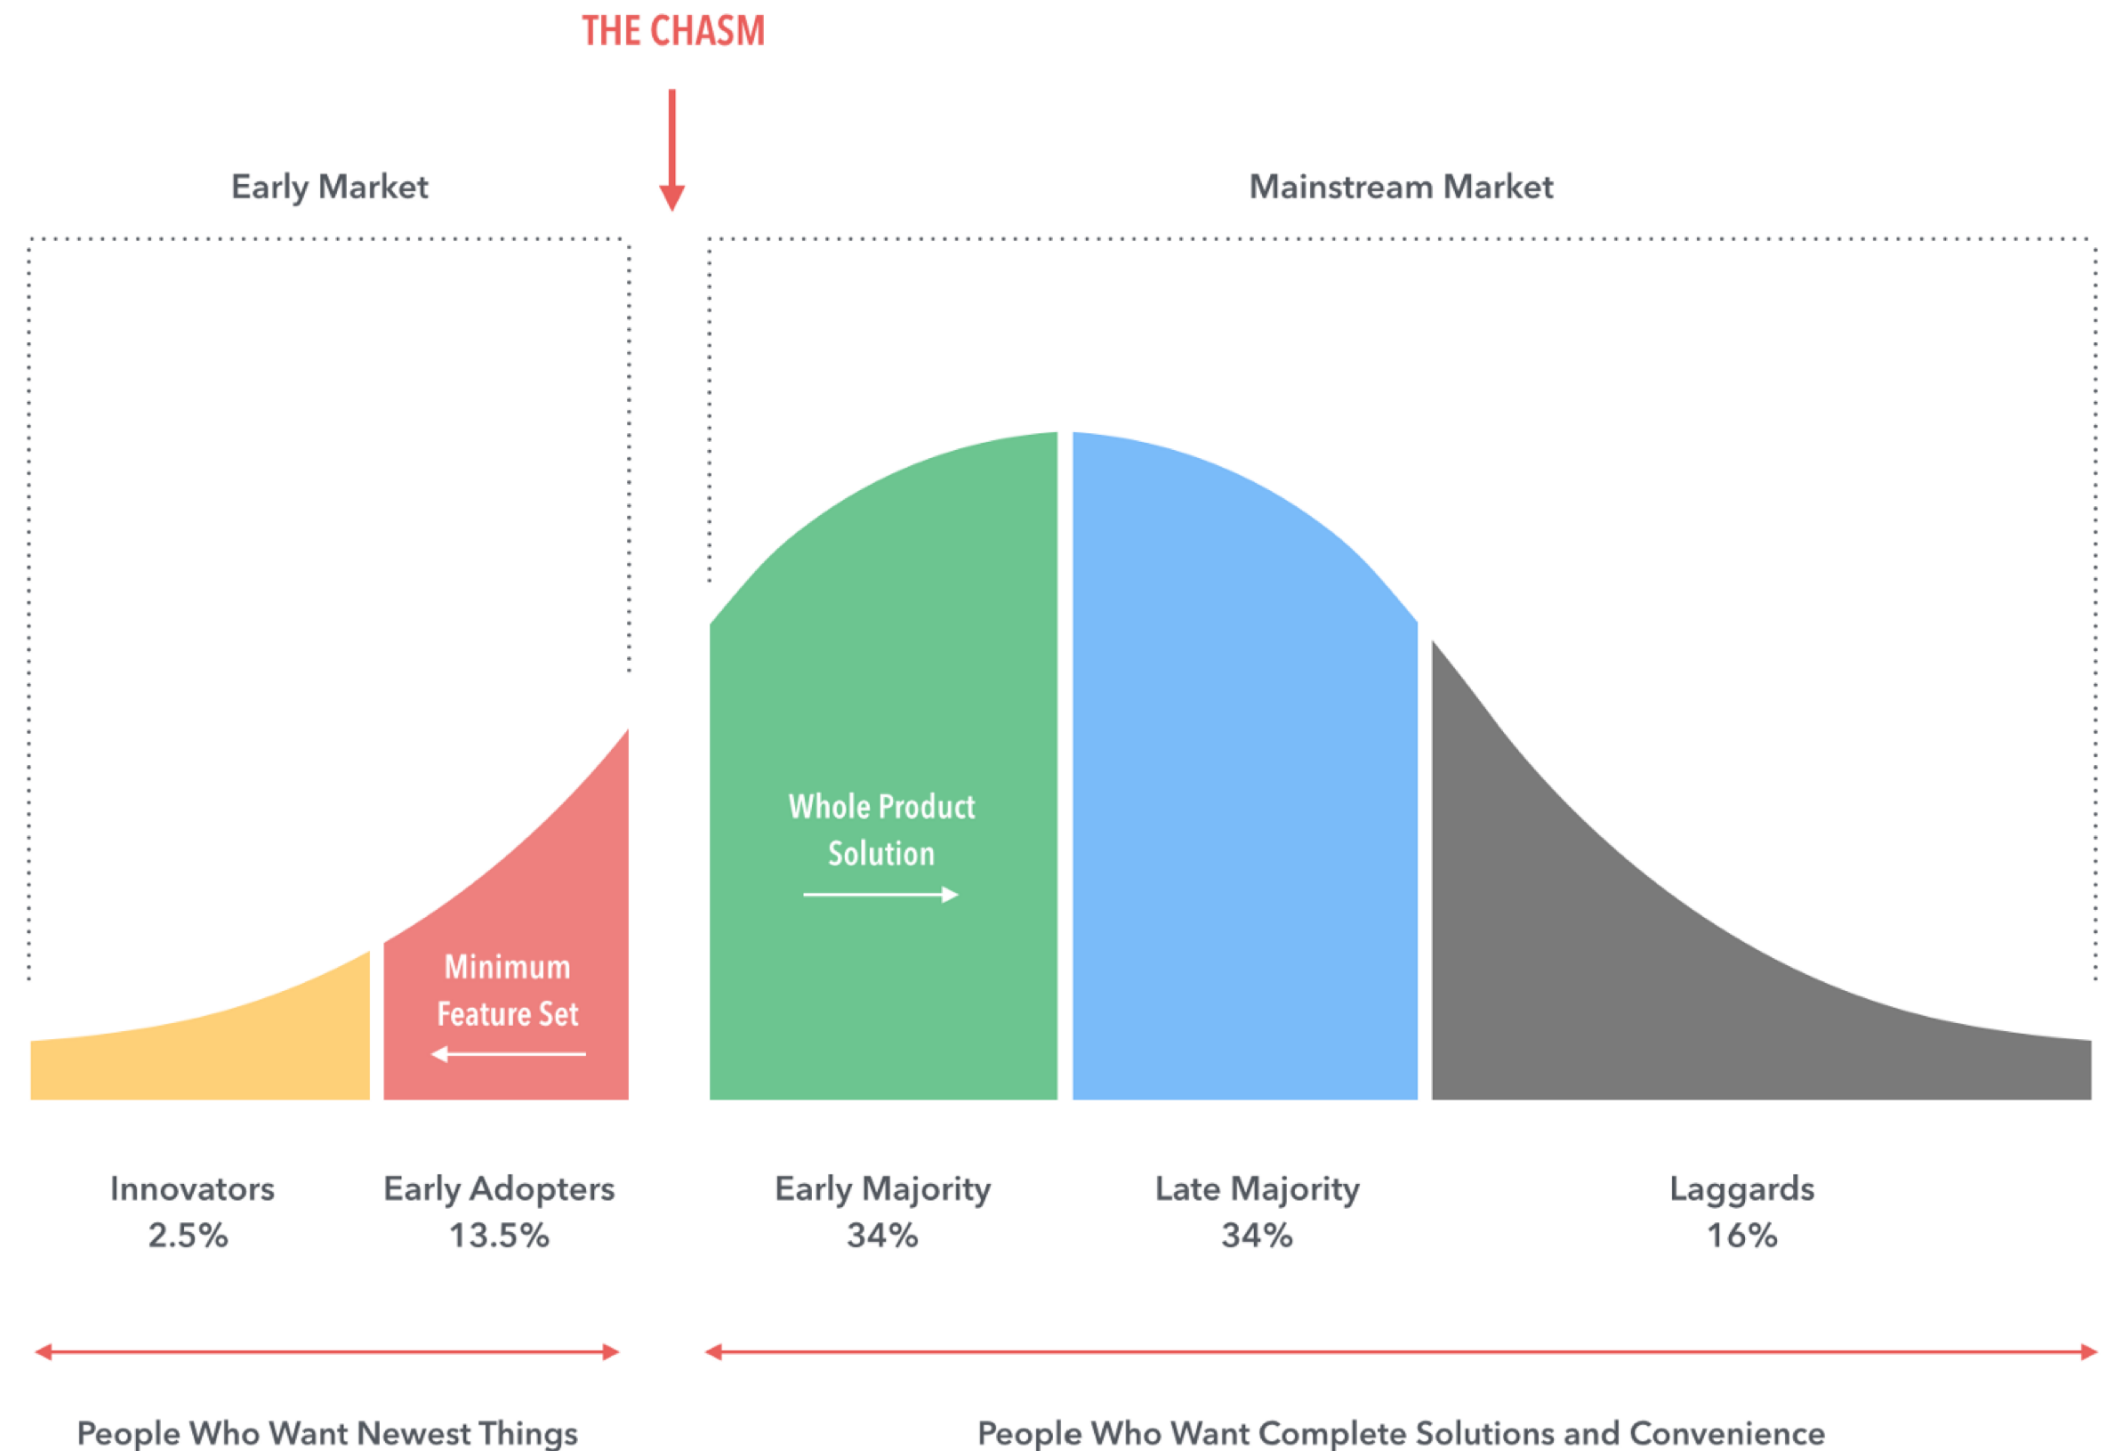 THE CHASM
Early Market
Mainstream Market
Whole Product
Solution
Minimum
Feature Set
Innovators
2.5%
Early Adopters
13.5%
Early Majority
34%
Late Majority
34%
Laggards
16%
People Who Want Newest Things
People Who Want Complete Solutions and Convenience